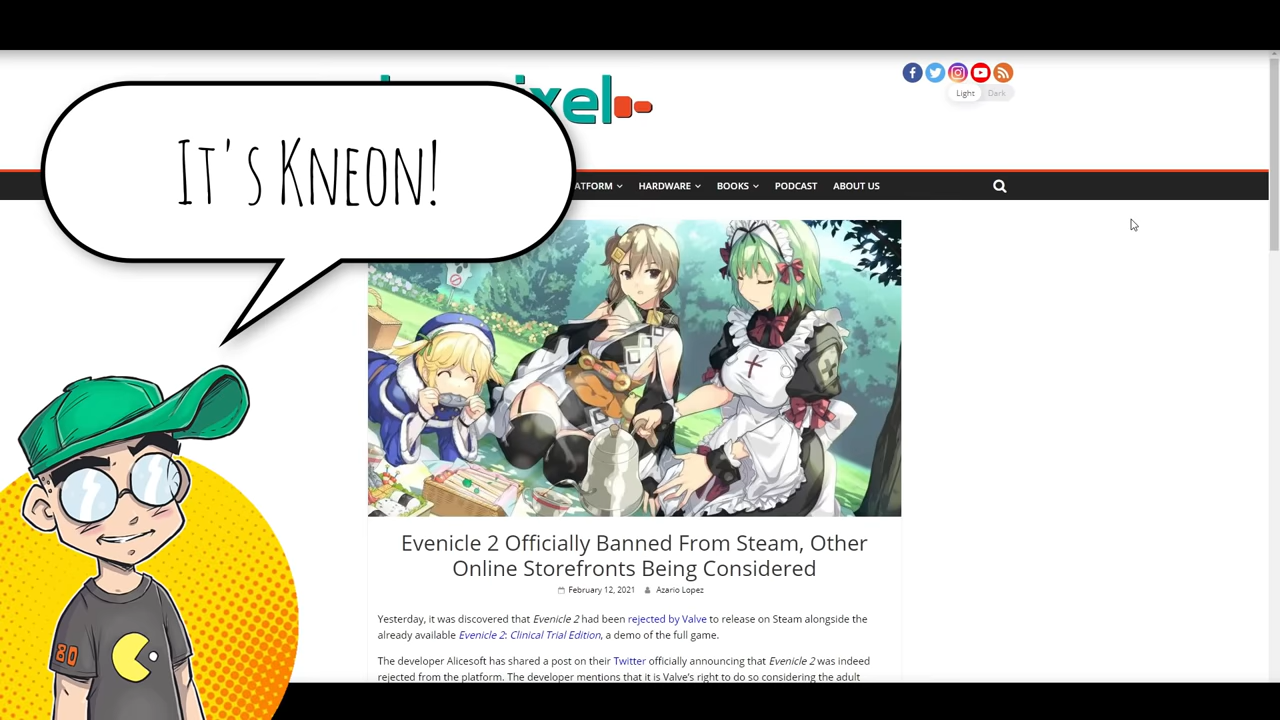 It's Kneon!
Light Dark
HARDWARE BOOKS PODCAST ABOUT US
Evenicle 2 Officially Banned From Steam, Other
Online Storefronts Being Considered
February 12, 2021 Azario Lopez
Yesterday, it was discovered that Evenicle 2 had been rejected by Valve to release on Steam alongside the
already available Evenicle 2: Clinical Trial Edition, a demo of the full game.
The developer Alicesoft has shared a post on their Twitter officially announcing that Evenicle 2 was indeed
rejected from the platform. The developer mentions that it is Valve's right to do so considering the adult
80